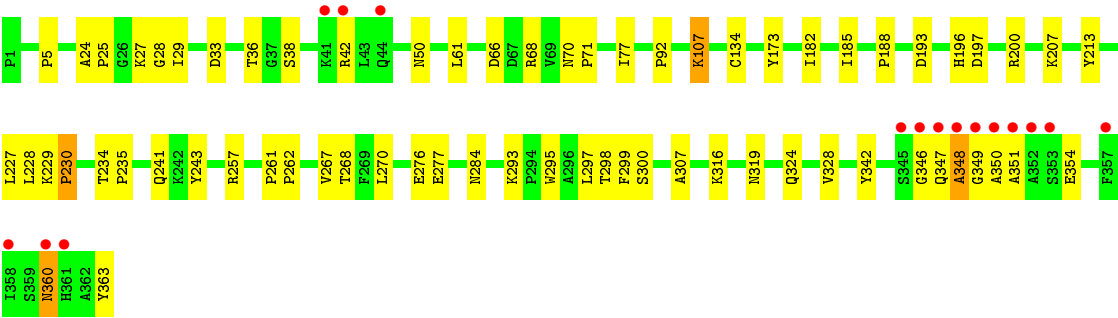 P1 P5 A24 P25 G26 K27 G28 I29 D33 T36 G37 S38 K41 R42 L43 Q44 N50 L61 D66 D67 R68 V69 N70 P71 I77 P92 K107 C134 Y173 I182 I185 P188 D193 H196 D197 R200 K207 Y213
L227 L228 K229 P230 T234 P235 Q241 K242 Y243 R257 P261 P262 V267 T268 F269 L270 E276 E277 N284 K293 P294 W295 A296 L297 T298 F299 S300 A307 K316 N319 Q324 V328 Y342 S345 G346 Q347 A348 G349 A350 A351 A352 S353 E354 F357
I358 S359 N360 H361 A362 Y363